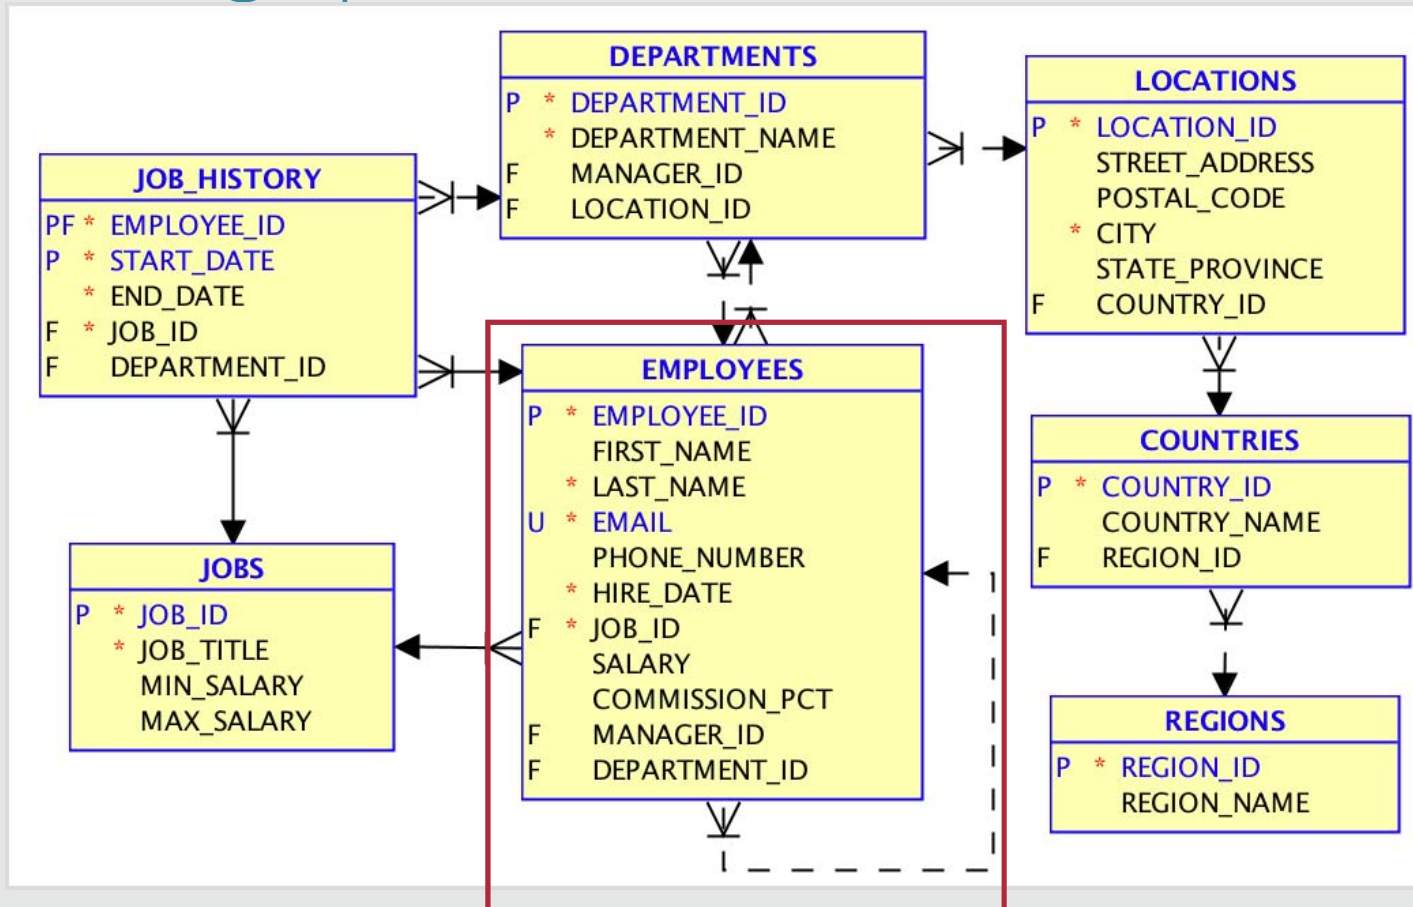 DEPARTMENTS
P * DEPARTMENT_ID
* DEPARTMENT_NAME
F MANAGER_ID
F LOCATION_ID
LOCATIONS
P * LOCATION_ID
STREET_ADDRESS
POSTAL_CODE
* CITY
STATE_PROVINCE
F COUNTRY_ID
JOB_HISTORY
PF * EMPLOYEE_ID
P * START_DATE
* END_DATE
F * JOB_ID
F DEPARTMENT_ID
EMPLOYEES
P * EMPLOYEE_ID
FIRST_NAME
* LAST_NAME
U * EMAIL
PHONE_NUMBER
* HIRE_DATE
F * JOB_ID
SALARY
COMMISSION_PCT
F MANAGER_ID
F DEPARTMENT_ID
COUNTRIES
P * COUNTRY_ID
COUNTRY_NAME
F REGION_ID
JOBS
P * JOB_ID
* JOB_TITLE
MIN_SALARY
MAX_SALARY
REGIONS
P * REGION_ID
REGION_NAME